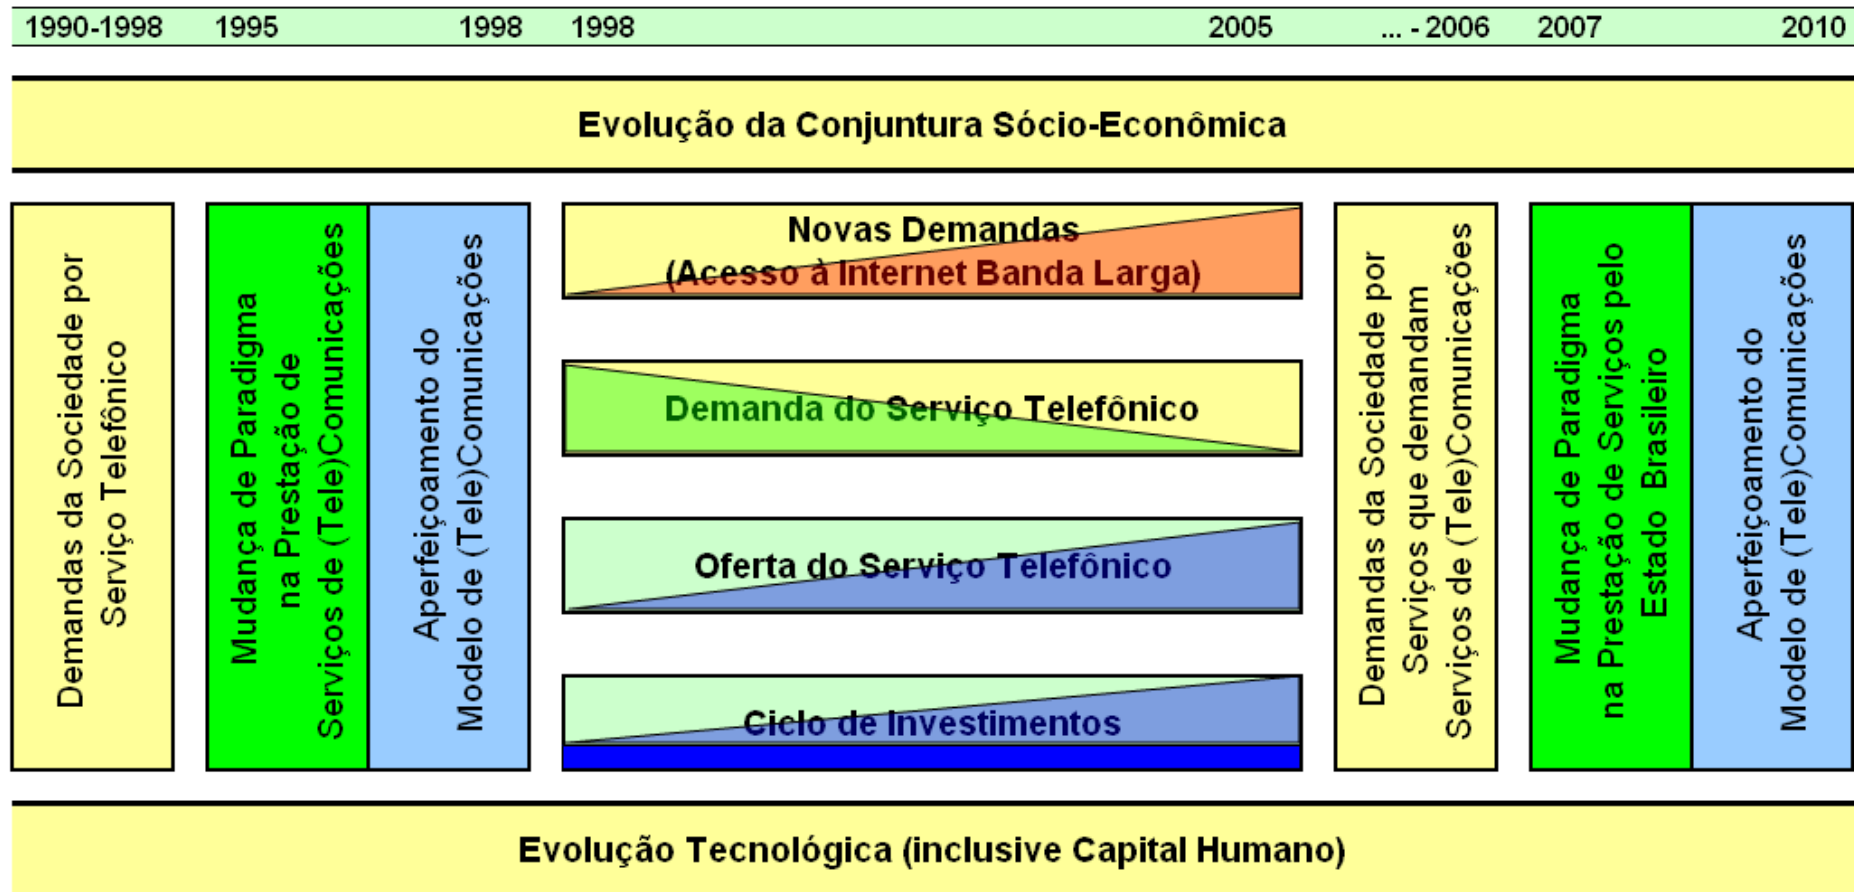 1990-1998 1995 1998 1998 2005 ... - 2006 2007 2010
Evolução da Conjuntura Sócio-Econômica
Demandas da Sociedade por
Serviço Telefônico
Mudança de Paradigma
na Prestação de
Serviços de (Tele)Comunicações
Aperfeiçoamento do
Modelo de (Tele)Comunicações
Novas Demandas
(Acesso à Internet Banda Larga)
Demanda do Serviço Telefônico
Oferta do Serviço Telefônico
Ciclo de Investimentos
Demandas da Sociedade por
Serviços que demandam
Serviços de (Tele)Comunicações
Mudança de Paradigma
na Prestação de Serviços pelo
Estado Brasileiro
Aperfeiçoamento do
Modelo de (Tele)Comunicações
Evolução Tecnológica (inclusive Capital Humano)